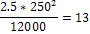 2.5 * 250² / 12000 = 13